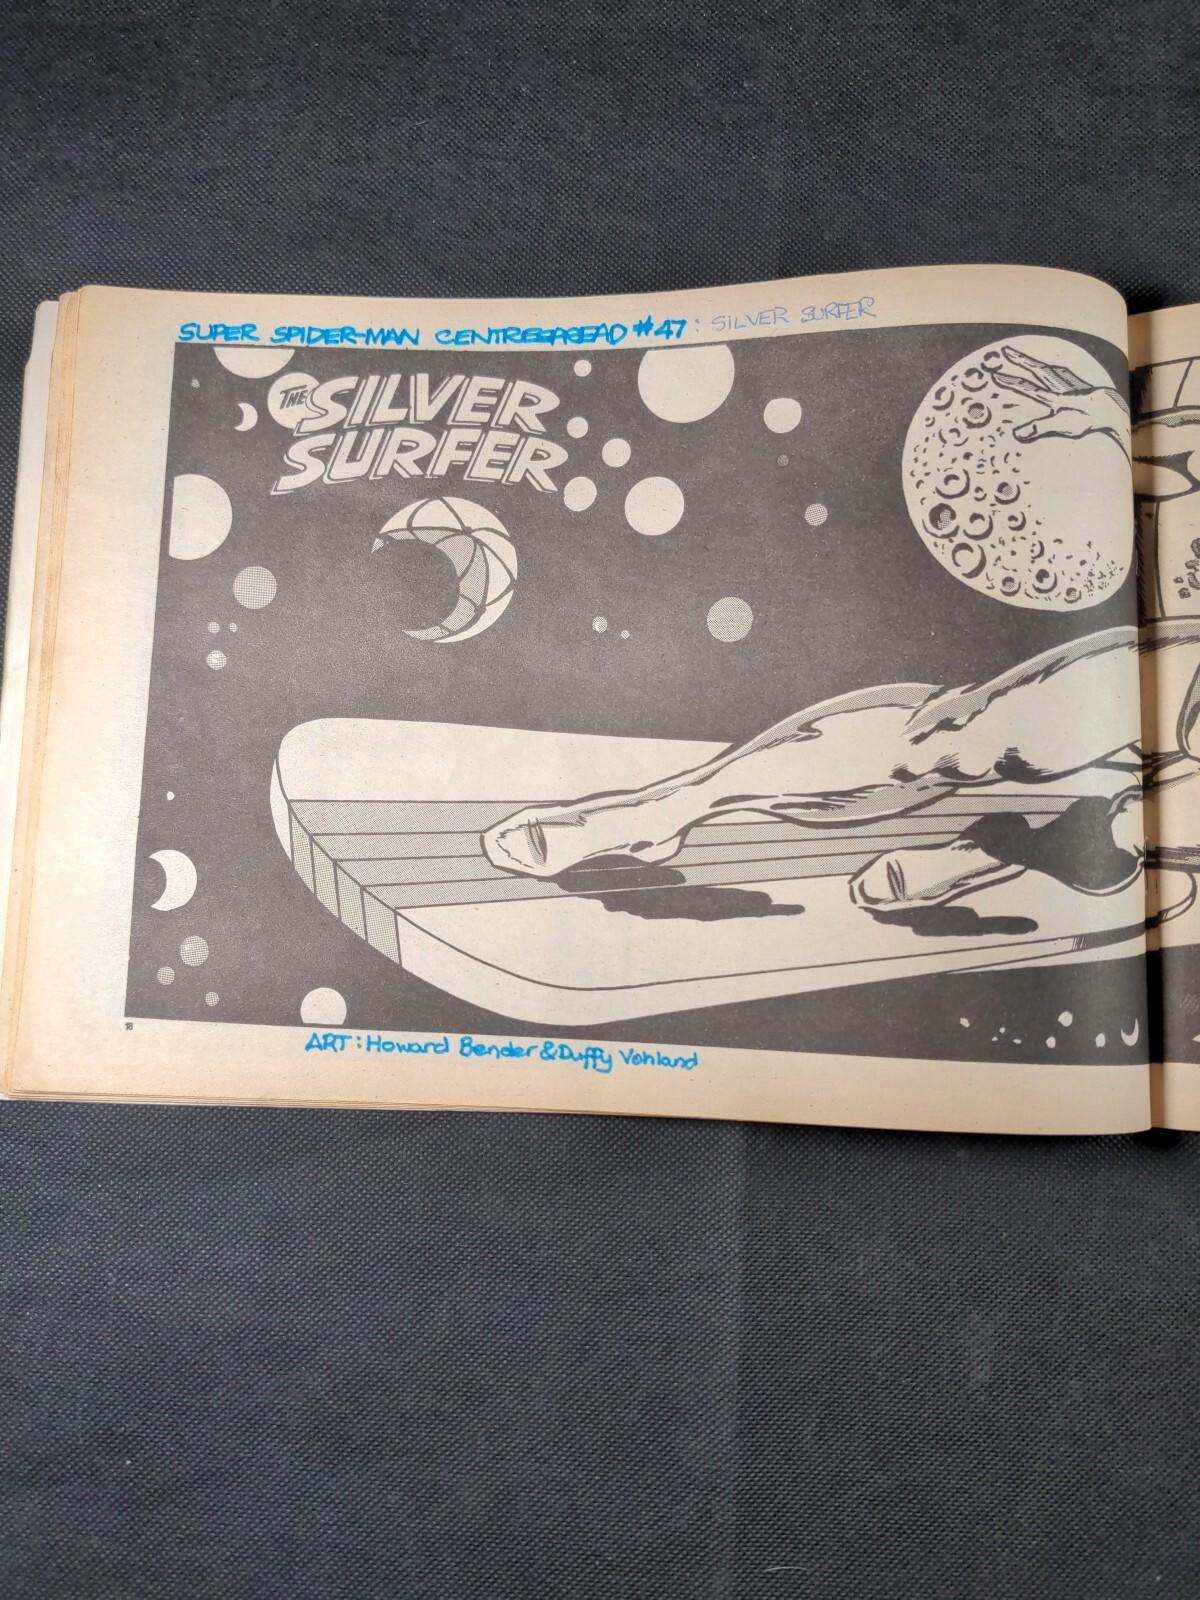 SUPER SPIDER-MAN CENTRESPREAD #47 : SILVER SURFER
THE SILVER
SURFER
18
ART: Howard Bender & Duffy Vohland